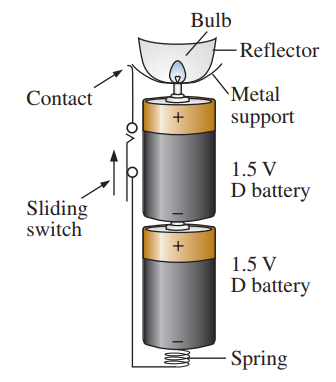 Bulb
Reflector
Contact
Metal
support
+
1.5 V
D battery
Sliding
switch
–
+
1.5 V
D battery
–
Spring